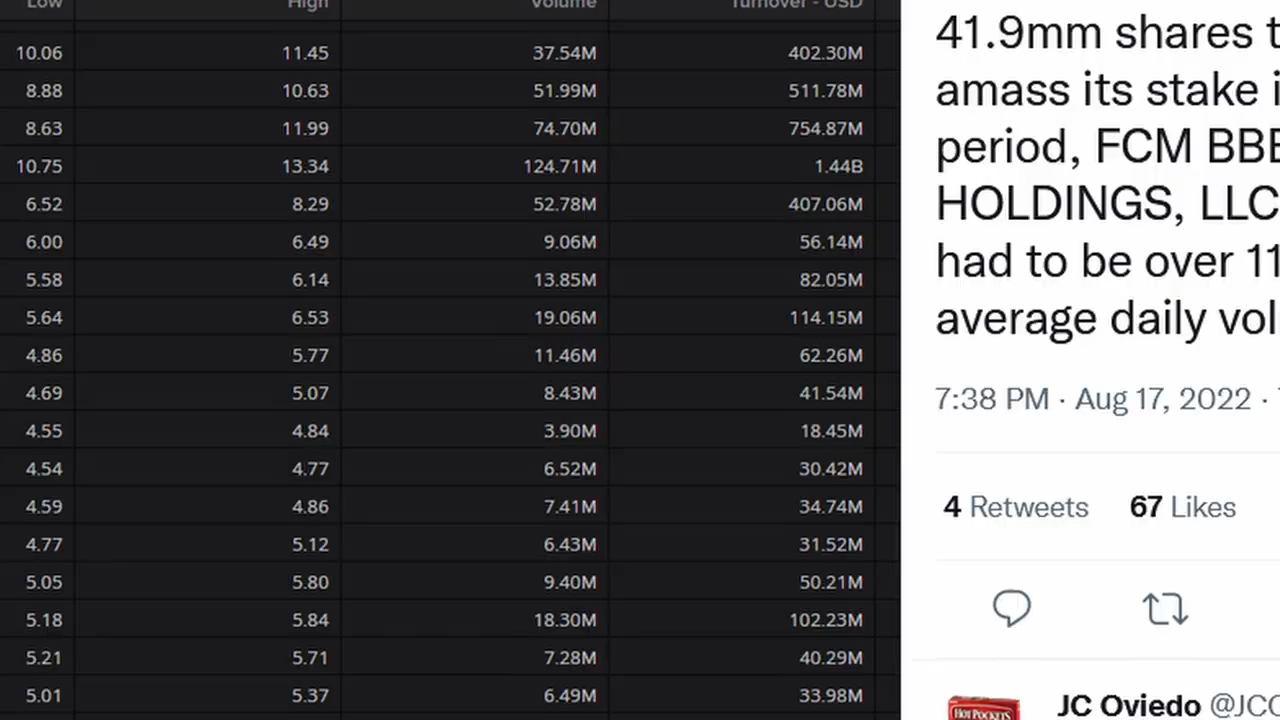 Low High Volume Turnover - USD
10.06 11.45 37.54M 402.30M
8.88 10.63 51.99M 511.78M
8.63 11.99 74.70M 754.87M
10.75 13.34 124.71M 1.44B
6.52 8.29 52.78M 407.06M
6.00 6.49 9.06M 56.14M
5.58 6.14 13.85M 82.05M
5.64 6.53 19.06M 114.15M
4.86 5.77 11.46M 62.26M
4.69 5.07 8.43M 41.54M
4.55 4.84 3.90M 18.45M
4.54 4.77 6.52M 30.42M
4.59 4.86 7.41M 34.74M
4.77 5.12 6.43M 31.52M
5.05 5.80 9.40M 50.21M
5.18 5.84 18.30M 102.23M
5.21 5.71 7.28M 40.29M
5.01 5.37 6.49M 33.98M
41.9mm shares t
amass its stake i
period, FCM BBB
HOLDINGS, LLC
had to be over 11
average daily vol
7:38 PM · Aug 17, 2022 ·
4 Retweets 67 Likes
HOT POCKETS
JC Oviedo @JCO